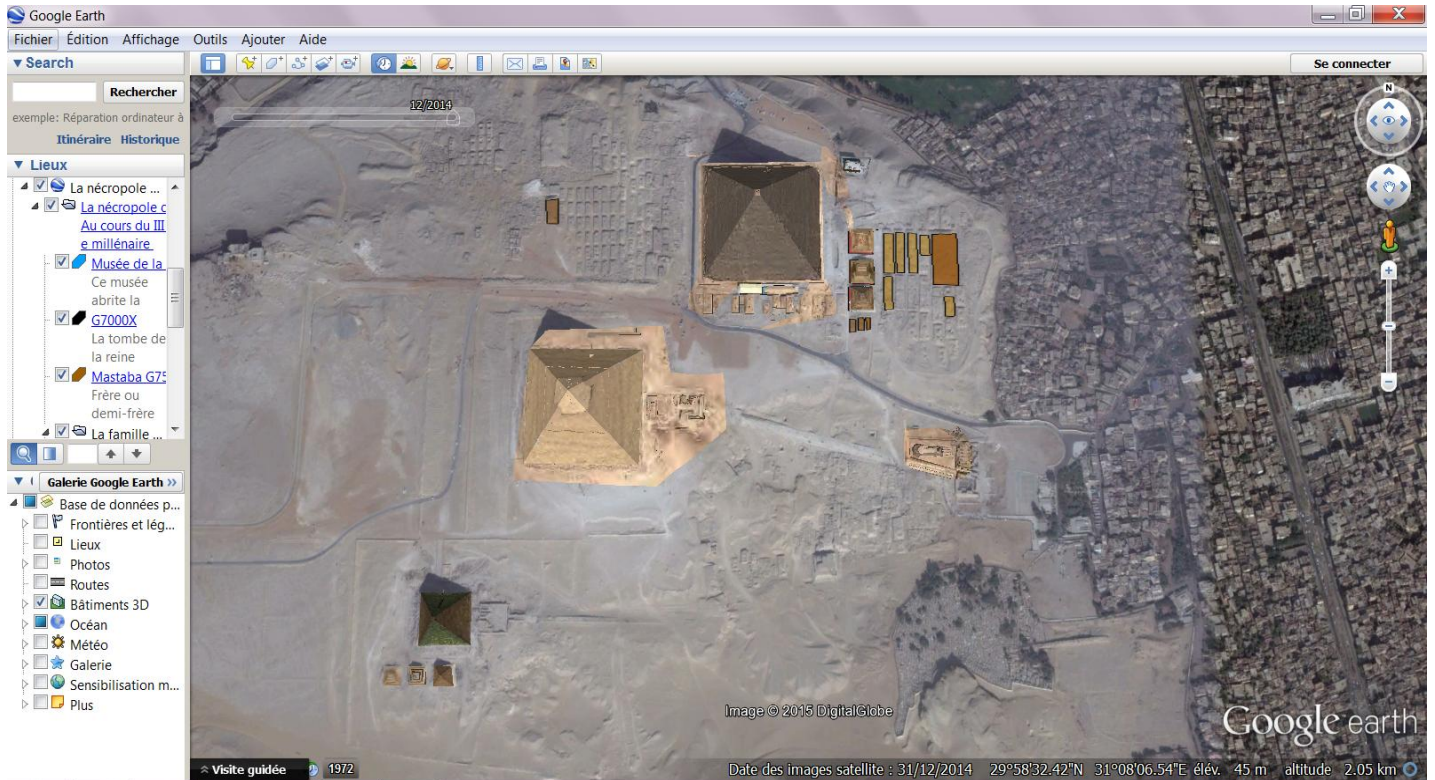 Google Earth
Fichier Édition Affichage Outils Ajouter Aide
Search
Se connecter
Rechercher
exemple: Réparation ordinateur à
Itinéraire Historique
Lieux
La nécropole ...
La nécropole d
Au cours du III
e millénaire
Musée de la
Ce musée
abrite la
G7000X
La tombe de
la reine
Mastaba G75
Frère ou
demi-frère
La famille ...
Galerie Google Earth »
Base de données p...
Frontières et lég...
Lieux
Photos
Routes
Bâtiments 3D
Océan
Météo
Galerie
Sensibilisation m...
Plus
12/2014
N
Image © 2015 DigitalGlobe
Google earth
Visite guidée 1972
Date des images satellite : 31/12/2014 29°58'32.42"N 31°08'06.54"E élév. 45 m altitude 2.05 km